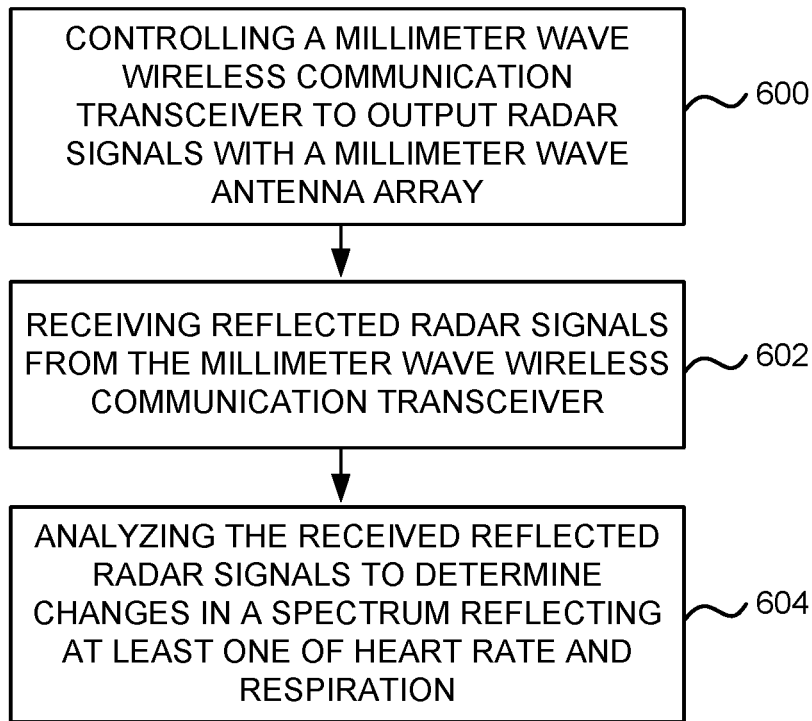 CONTROLLING A MILLIMETER WAVE
WIRELESS COMMUNICATION
TRANSCEIVER TO OUTPUT RADAR
SIGNALS WITH A MILLIMETER WAVE
ANTENNA ARRAY
600
RECEIVING REFLECTED RADAR SIGNALS
FROM THE MILLIMETER WAVE WIRELESS
COMMUNICATION TRANSCEIVER
602
ANALYZING THE RECEIVED REFLECTED
RADAR SIGNALS TO DETERMINE
CHANGES IN A SPECTRUM REFLECTING
AT LEAST ONE OF HEART RATE AND
RESPIRATION
604